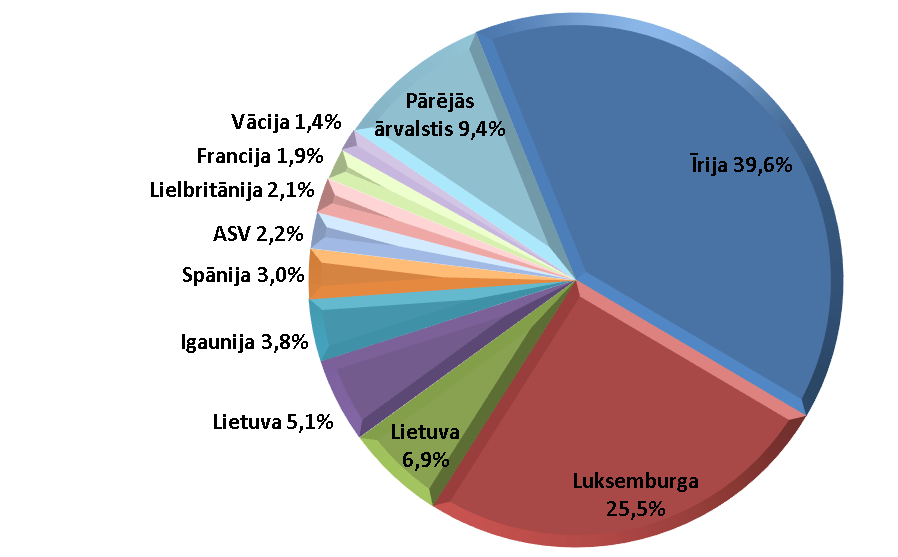 Pārējās
ārvalstis 9,4%
Vācija 1,4%
Francija 1,9%
Īrija 39,6%
Lielbritānija 2,1%
ASV 2,2%
Spānija 3,0%
Igaunija 3,8%
Lietuva 5,1%
Lietuva
6,9%
Luksemburga
25,5%